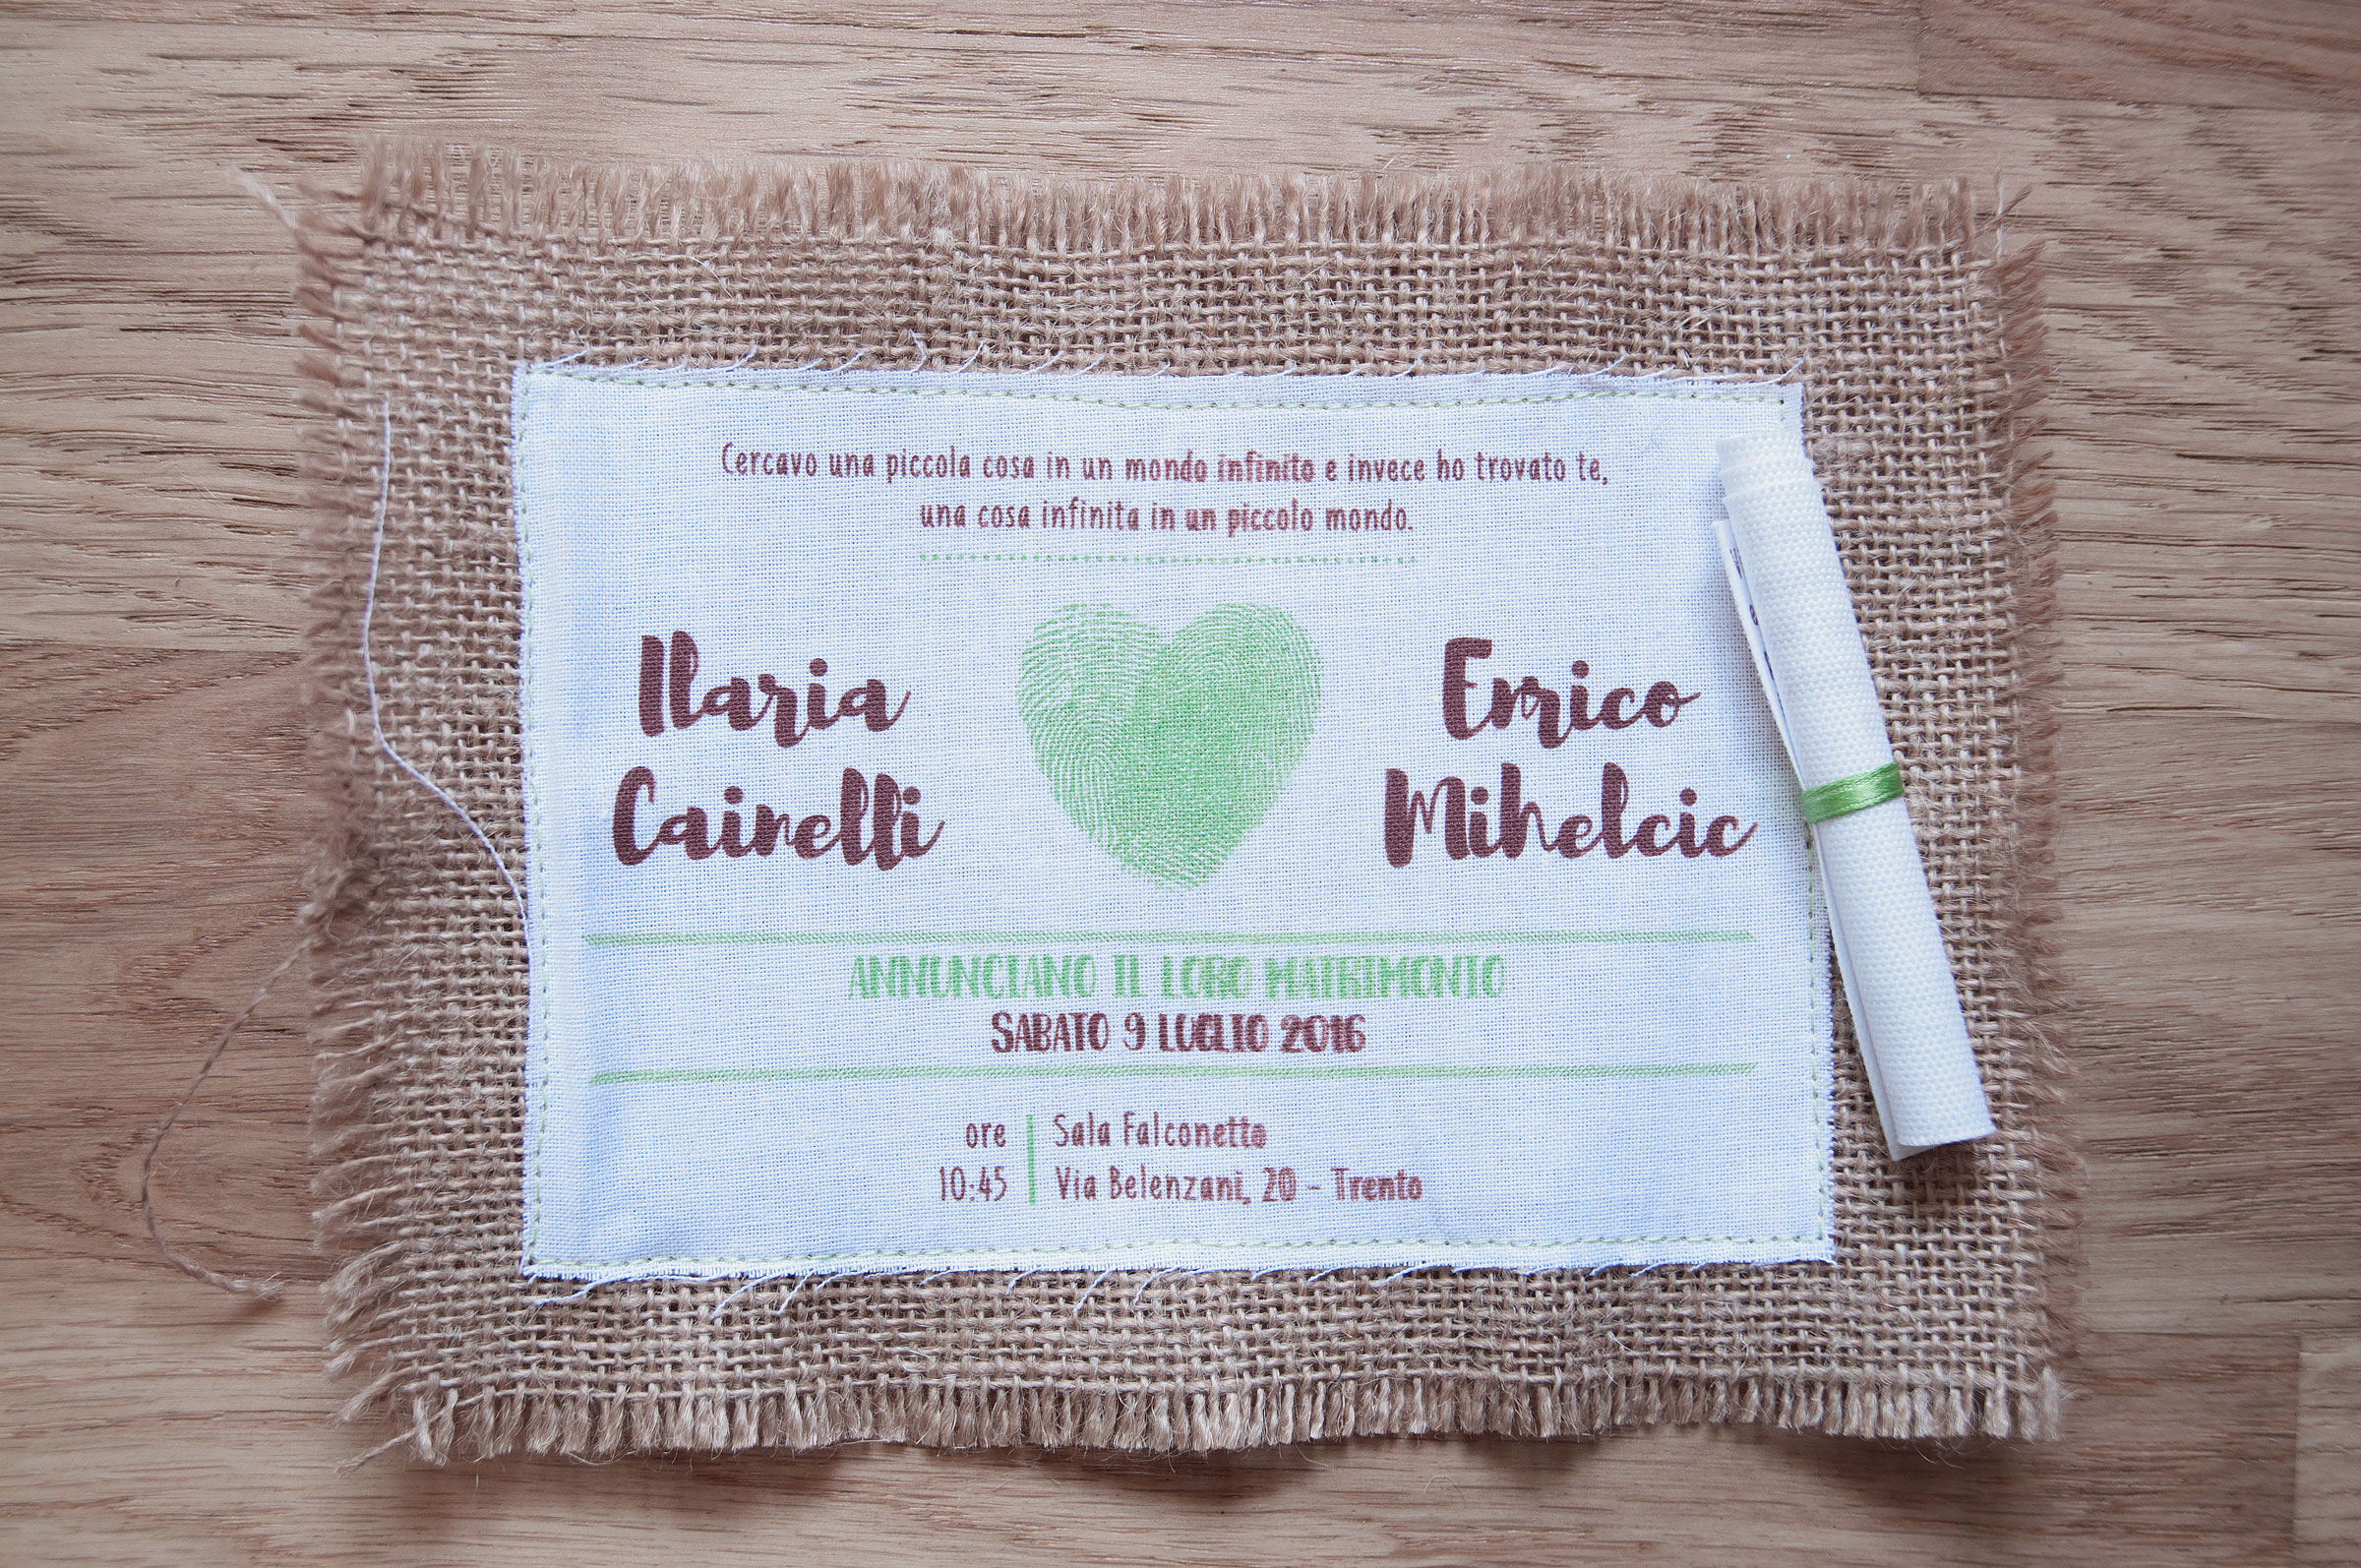 Cercavo una piccola cosa in un mondo infinito e invece ho trovato te,
una cosa infinita in un piccolo mondo.
Ilaria
Cainelli
Enrico
Mihelcic
ANNUNCIANO IL LORO MATRIMONIO
SABATO 9 LUGLIO 2016
ore
10:45
Sala Falconetto
Via Belenzani, 20 - Trento